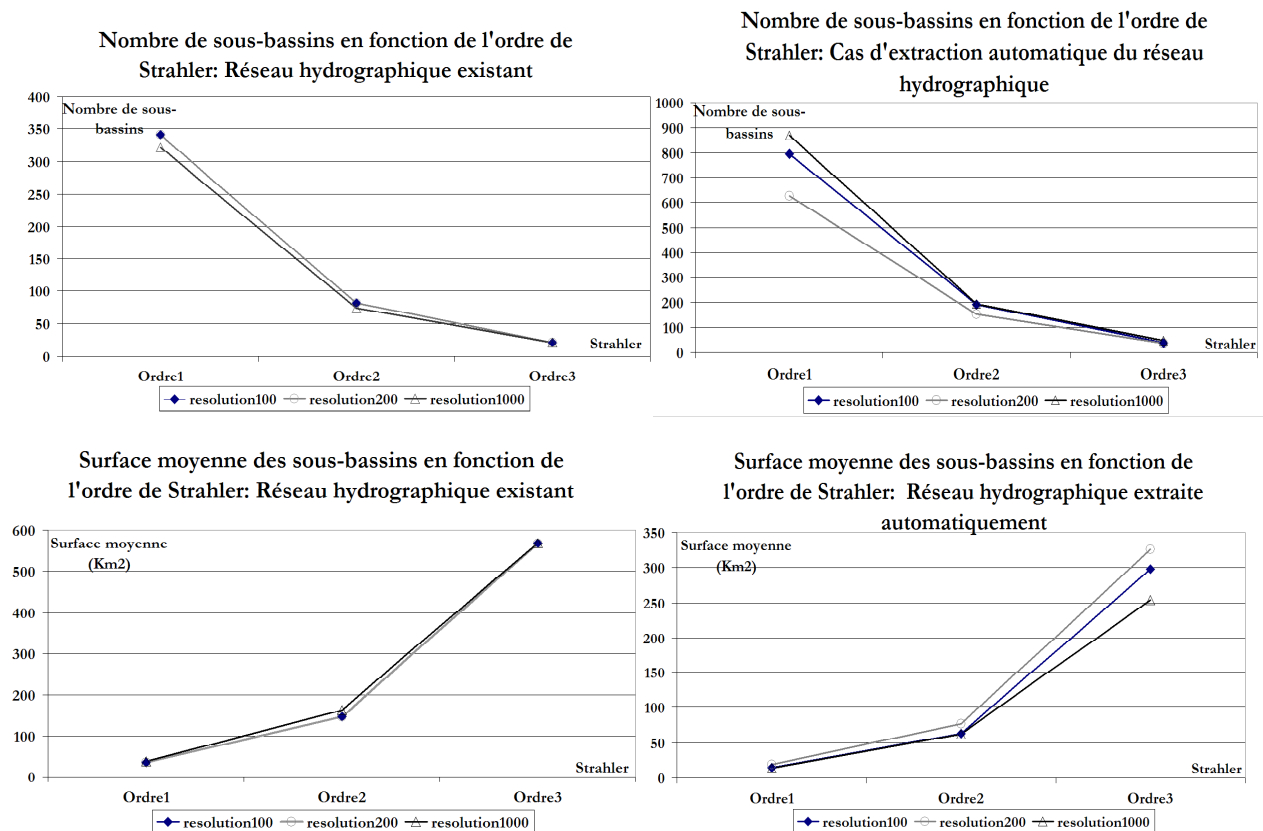 Nombre de sous-bassins en fonction de l'ordre de
Strahler: Réseau hydrographique existant
400
350
300
250
200
150
100
50
0
Nombre de sous-
bassins
Strahler
Ordre1
Ordre2
Ordre3
resolution100
resolution200
resolution1000
Nombre de sous-bassins en fonction de l'ordre de
Strahler: Cas d'extraction automatique du réseau
hydrographique
1000
900
800
700
600
500
400
300
200
100
0
Nombre de sous-
bassins
Strahler
Ordre1
Ordre2
Ordre3
resolution100
resolution200
resolution1000
Surface moyenne des sous-bassins en fonction de
l'ordre de Strahler: Réseau hydrographique existant
600
500
400
300
200
100
0
Surface moyenne
(Km2)
Strahler
Ordre1
Ordre2
Ordre3
resolution100
resolution200
resolution1000
Surface moyenne des sous-bassins en fonction de
l'ordre de Strahler: Réseau hydrographique extraite
automatiquement
350
300
250
200
150
100
50
0
Surface moyenne
(Km2)
Strahler
Ordre1
Ordre2
Ordre3
resolution100
resolution200
resolution1000